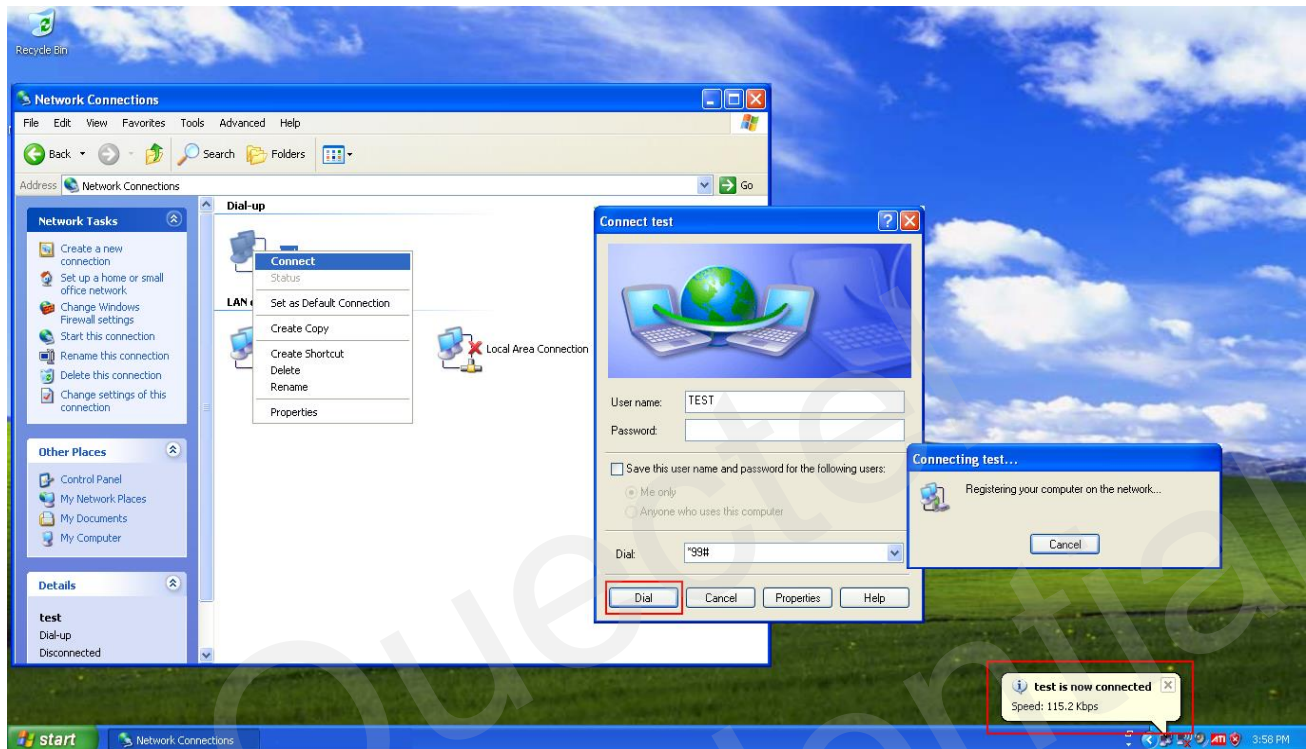 Recycle Bin
Network Connections
File Edit View Favorites Tools Advanced Help
Back Search Folders
Address Network Connections Go
Network Tasks
Create a new
connection
Set up a home or small
office network
Change Windows
Firewall settings
Start this connection
Rename this connection
Delete this connection
Change settings of this
connection
Other Places
Control Panel
My Network Places
My Documents
My Computer
Details
test
Dial-up
Disconnected
Dial-up
LAN
Connect
Status
Set as Default Connection
Create Copy
Create Shortcut
Delete
Rename
Properties
Local Area Connection
Connect test
User name: TEST
Password:
Save this user name and password for the following users:
Me only
Anyone who uses this computer
Dial: *99#
Dial Cancel Properties Help
Connecting test...
Registering your computer on the network...
Cancel
test is now connected
Speed: 115.2 Kbps
start Network Connections ATI 3:58 PM
Quectel